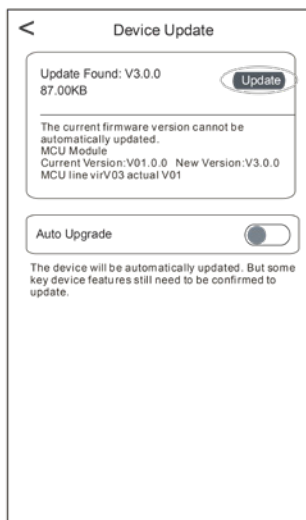 < Device Update
Update Found: V3.0.0
Update
87.00KB
The current firmware version cannot be
automatically updated.
MCU Module
Current Version:V01.0.0 New Version:V3.0.0
MCU line virV03 actual V01
Auto Upgrade
The device will be automatically updated. But some
key device features still need to be confirmed to
update.